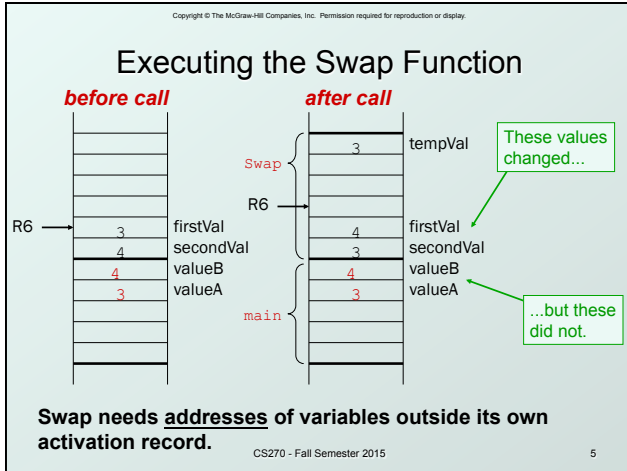 Copyright © The McGraw-Hill Companies, Inc. Permission required for reproduction or display.
Executing the Swap Function
before call
after call
R6
3 firstVal
4 secondVal
4 valueB
3 valueA
Swap
R6
main
3 tempVal
4 firstVal
3 secondVal
4 valueB
3 valueA
These values
changed...
...but these
did not.
Swap needs addresses of variables outside its own
activation record.
CS270 - Fall Semester 2015
5